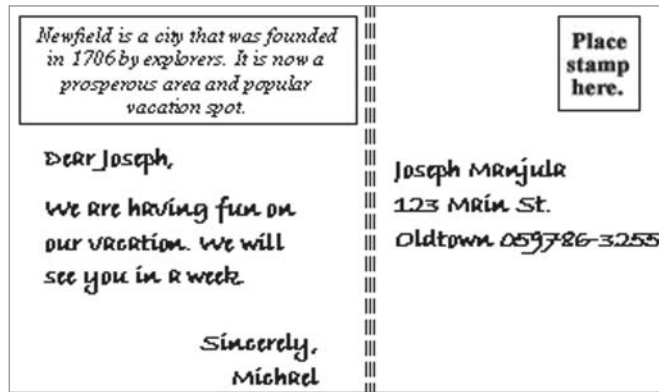 Newfield is a city that was founded
in 1786 by explorers. It is now a
prosperous area and popular
vacation spot.
Dear Joseph,
We are having fun on
our vacation. We will
see you in a week
Sincerely,
Michael
Place
stamp
here.
Joseph Manjula
123 Main St.
Oldtown 059786-3255